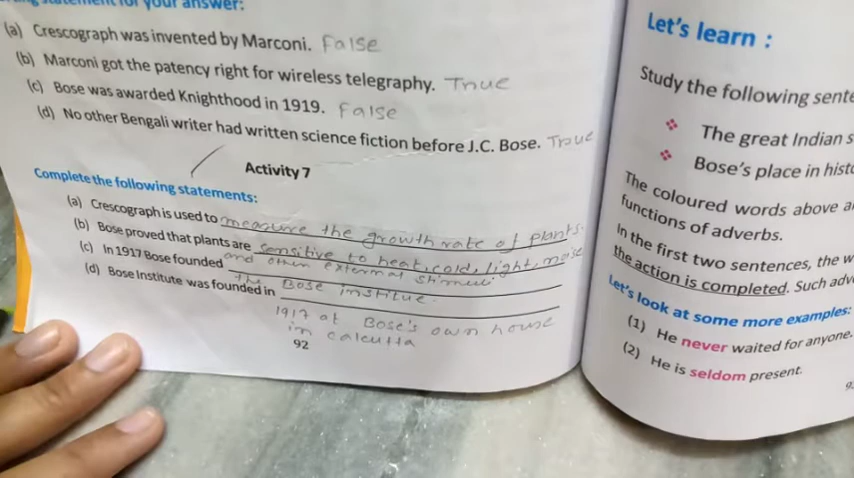 statement for your answer:
(a) Crescograph was invented by Marconi. False
(b) Marconi got the patency right for wireless telegraphy. True
(c) Bose was awarded Knighthood in 1919. False
(d) No other Bengali writer had written science fiction before J.C. Bose. True
Activity 7
Complete the following statements:
(a) Crescograph is used to measure the growth rate of plants.
(b) Bose proved that plants are sensitive to heat, cold, light, noise
and other external stimuli.
(c) In 1917 Bose founded the Bose institue.
(d) Bose Institute was founded in
1917 at Bose's own house
in calcutta
92
Let's learn :
Study the following sente
The great Indian s
Bose's place in histo
The coloured words above a
functions of adverbs.
In the first two sentences, the w
the action is completed. Such adv
Let's look at some more examples:
(1) He never waited for anyone.
(2) He is seldom present.